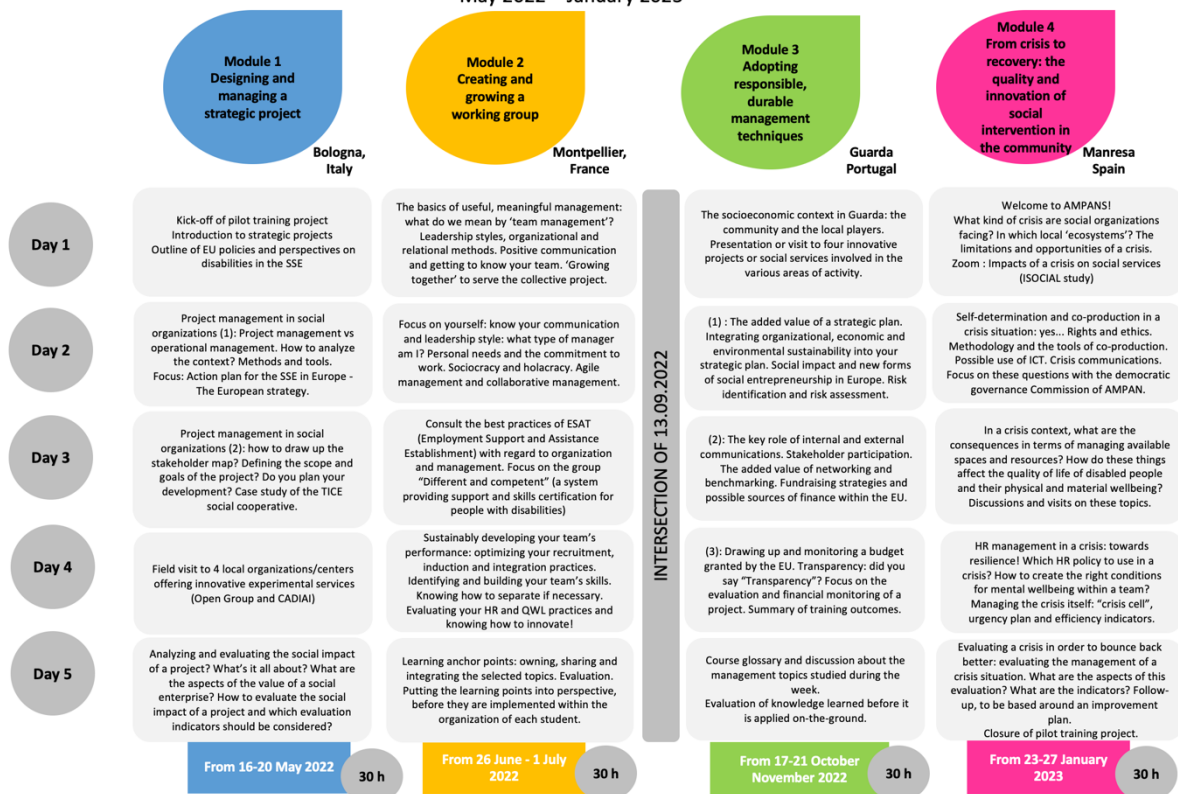 May 2022 – January 2023
Module 1
Designing and
managing a
strategic project
Bologna,
Italy
Module 2
Creating and
growing a
working group
Montpellier,
France
Module 3
Adopting
responsible,
durable
management
techniques
Guarda
Portugal
Module 4
From crisis to
recovery: the
quality and
innovation of
social
intervention in
the community
Manresa
Spain
Day 1
Kick-off of pilot training project
Introduction to strategic projects
Outline of EU policies and perspectives on
disabilities in the SSE
The basics of useful, meaningful management:
what do we mean by ‘team management’?
Leadership styles, organizational and
relational methods. Positive communication
and getting to know your team. ‘Growing
together’ to serve the collective project.
The socioeconomic context in Guarda: the
community and the local players.
Presentation or visit to four innovative
projects or social services involved in the
various areas of activity.
Welcome to AMPANS!
What kind of crisis are social organizations
facing? In which local ‘ecosystems’? The
limitations and opportunities of a crisis.
Zoom : Impacts of a crisis on social services
(ISOCIAL study)
Day 2
Project management in social
organizations (1): Project management vs
operational management. How to analyze
the context? Methods and tools.
Focus: Action plan for the SSE in Europe -
The European strategy.
Focus on yourself: know your communication
and leadership style: what type of manager
am I? Personal needs and the commitment to
work. Sociocracy and holacracy. Agile
management and collaborative management.
(1) : The added value of a strategic plan.
Integrating organizational, economic and
environmental sustainability into your
strategic plan. Social impact and new forms
of social entrepreneurship in Europe. Risk
identification and risk assessment.
Self-determination and co-production in a
crisis situation: yes... Rights and ethics.
Methodology and the tools of co-production.
Possible use of ICT. Crisis communications.
Focus on these questions with the democratic
governance Commission of AMPAN.
Day 3
Project management in social
organizations (2): how to draw up the
stakeholder map? Defining the scope and
goals of the project? Do you plan your
development? Case study of the TICE
social cooperative.
Consult the best practices of ESAT
(Employment Support and Assistance
Establishment) with regard to organization
and management. Focus on the group
“Different and competent” (a system
providing support and skills certification for
people with disabilities)
INTERSECTION OF 13.09.2022
(2): The key role of internal and external
communications. Stakeholder participation.
The added value of networking and
benchmarking. Fundraising strategies and
possible sources of finance within the EU.
In a crisis context, what are the
consequences in terms of managing available
spaces and resources? How do these things
affect the quality of life of disabled people
and their physical and material wellbeing?
Discussions and visits on these topics.
Day 4
Field visit to 4 local organizations/centers
offering innovative experimental services
(Open Group and CADIAI)
Sustainably developing your team’s
performance: optimizing your recruitment,
induction and integration practices.
Identifying and building your team’s skills.
Knowing how to separate if necessary.
Evaluating your HR and QWL practices and
knowing how to innovate!
(3): Drawing up and monitoring a budget
granted by the EU. Transparency: did you
say “Transparency”? Focus on the
evaluation and financial monitoring of a
project. Summary of training outcomes.
HR management in a crisis: towards
resilience! Which HR policy to use in a
crisis? How to create the right conditions
for mental wellbeing within a team?
Managing the crisis itself: “crisis cell”,
urgency plan and efficiency indicators.
Day 5
Analyzing and evaluating the social impact
of a project? What’s it all about? What are
the aspects of the value of a social
enterprise? How to evaluate the social
impact of a project and which evaluation
indicators should be considered?
Learning anchor points: owning, sharing and
integrating the selected topics. Evaluation.
Putting the learning points into perspective,
before they are implemented within the
organization of each student.
Course glossary and discussion about the
management topics studied during the
week.
Evaluation of knowledge learned before it
is applied on-the-ground.
Evaluating a crisis in order to bounce back
better: evaluating the management of a
crisis situation. What are the aspects of this
evaluation? What are the indicators? Follow-
up, to be based around an improvement
plan.
Closure of pilot training project.
From 16-20 May 2022
30 h
From 26 June - 1 July
2022
30 h
From 17-21 October
November 2022
30 h
From 23-27 January
2023
30 h